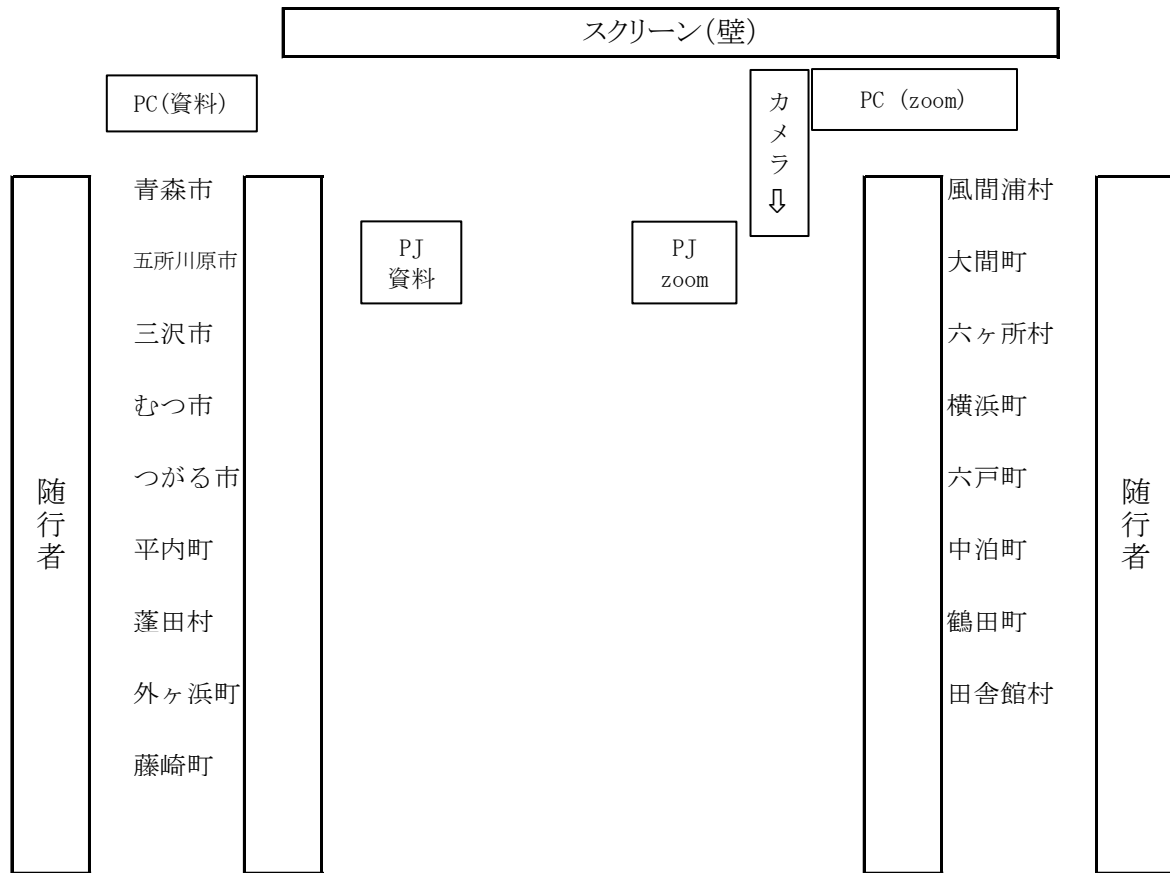 スクリーン(壁)
PC(資料)
カメラ
⇩
PC (zoom)
青森市
風間浦村
五所川原市
PJ
資料
PJ
zoom
大間町
三沢市
六ヶ所村
むつ市
横浜町
随行者
つがる市
六戸町
随行者
平内町
中泊町
蓬田村
鶴田町
外ヶ浜町
田舎館村
藤崎町